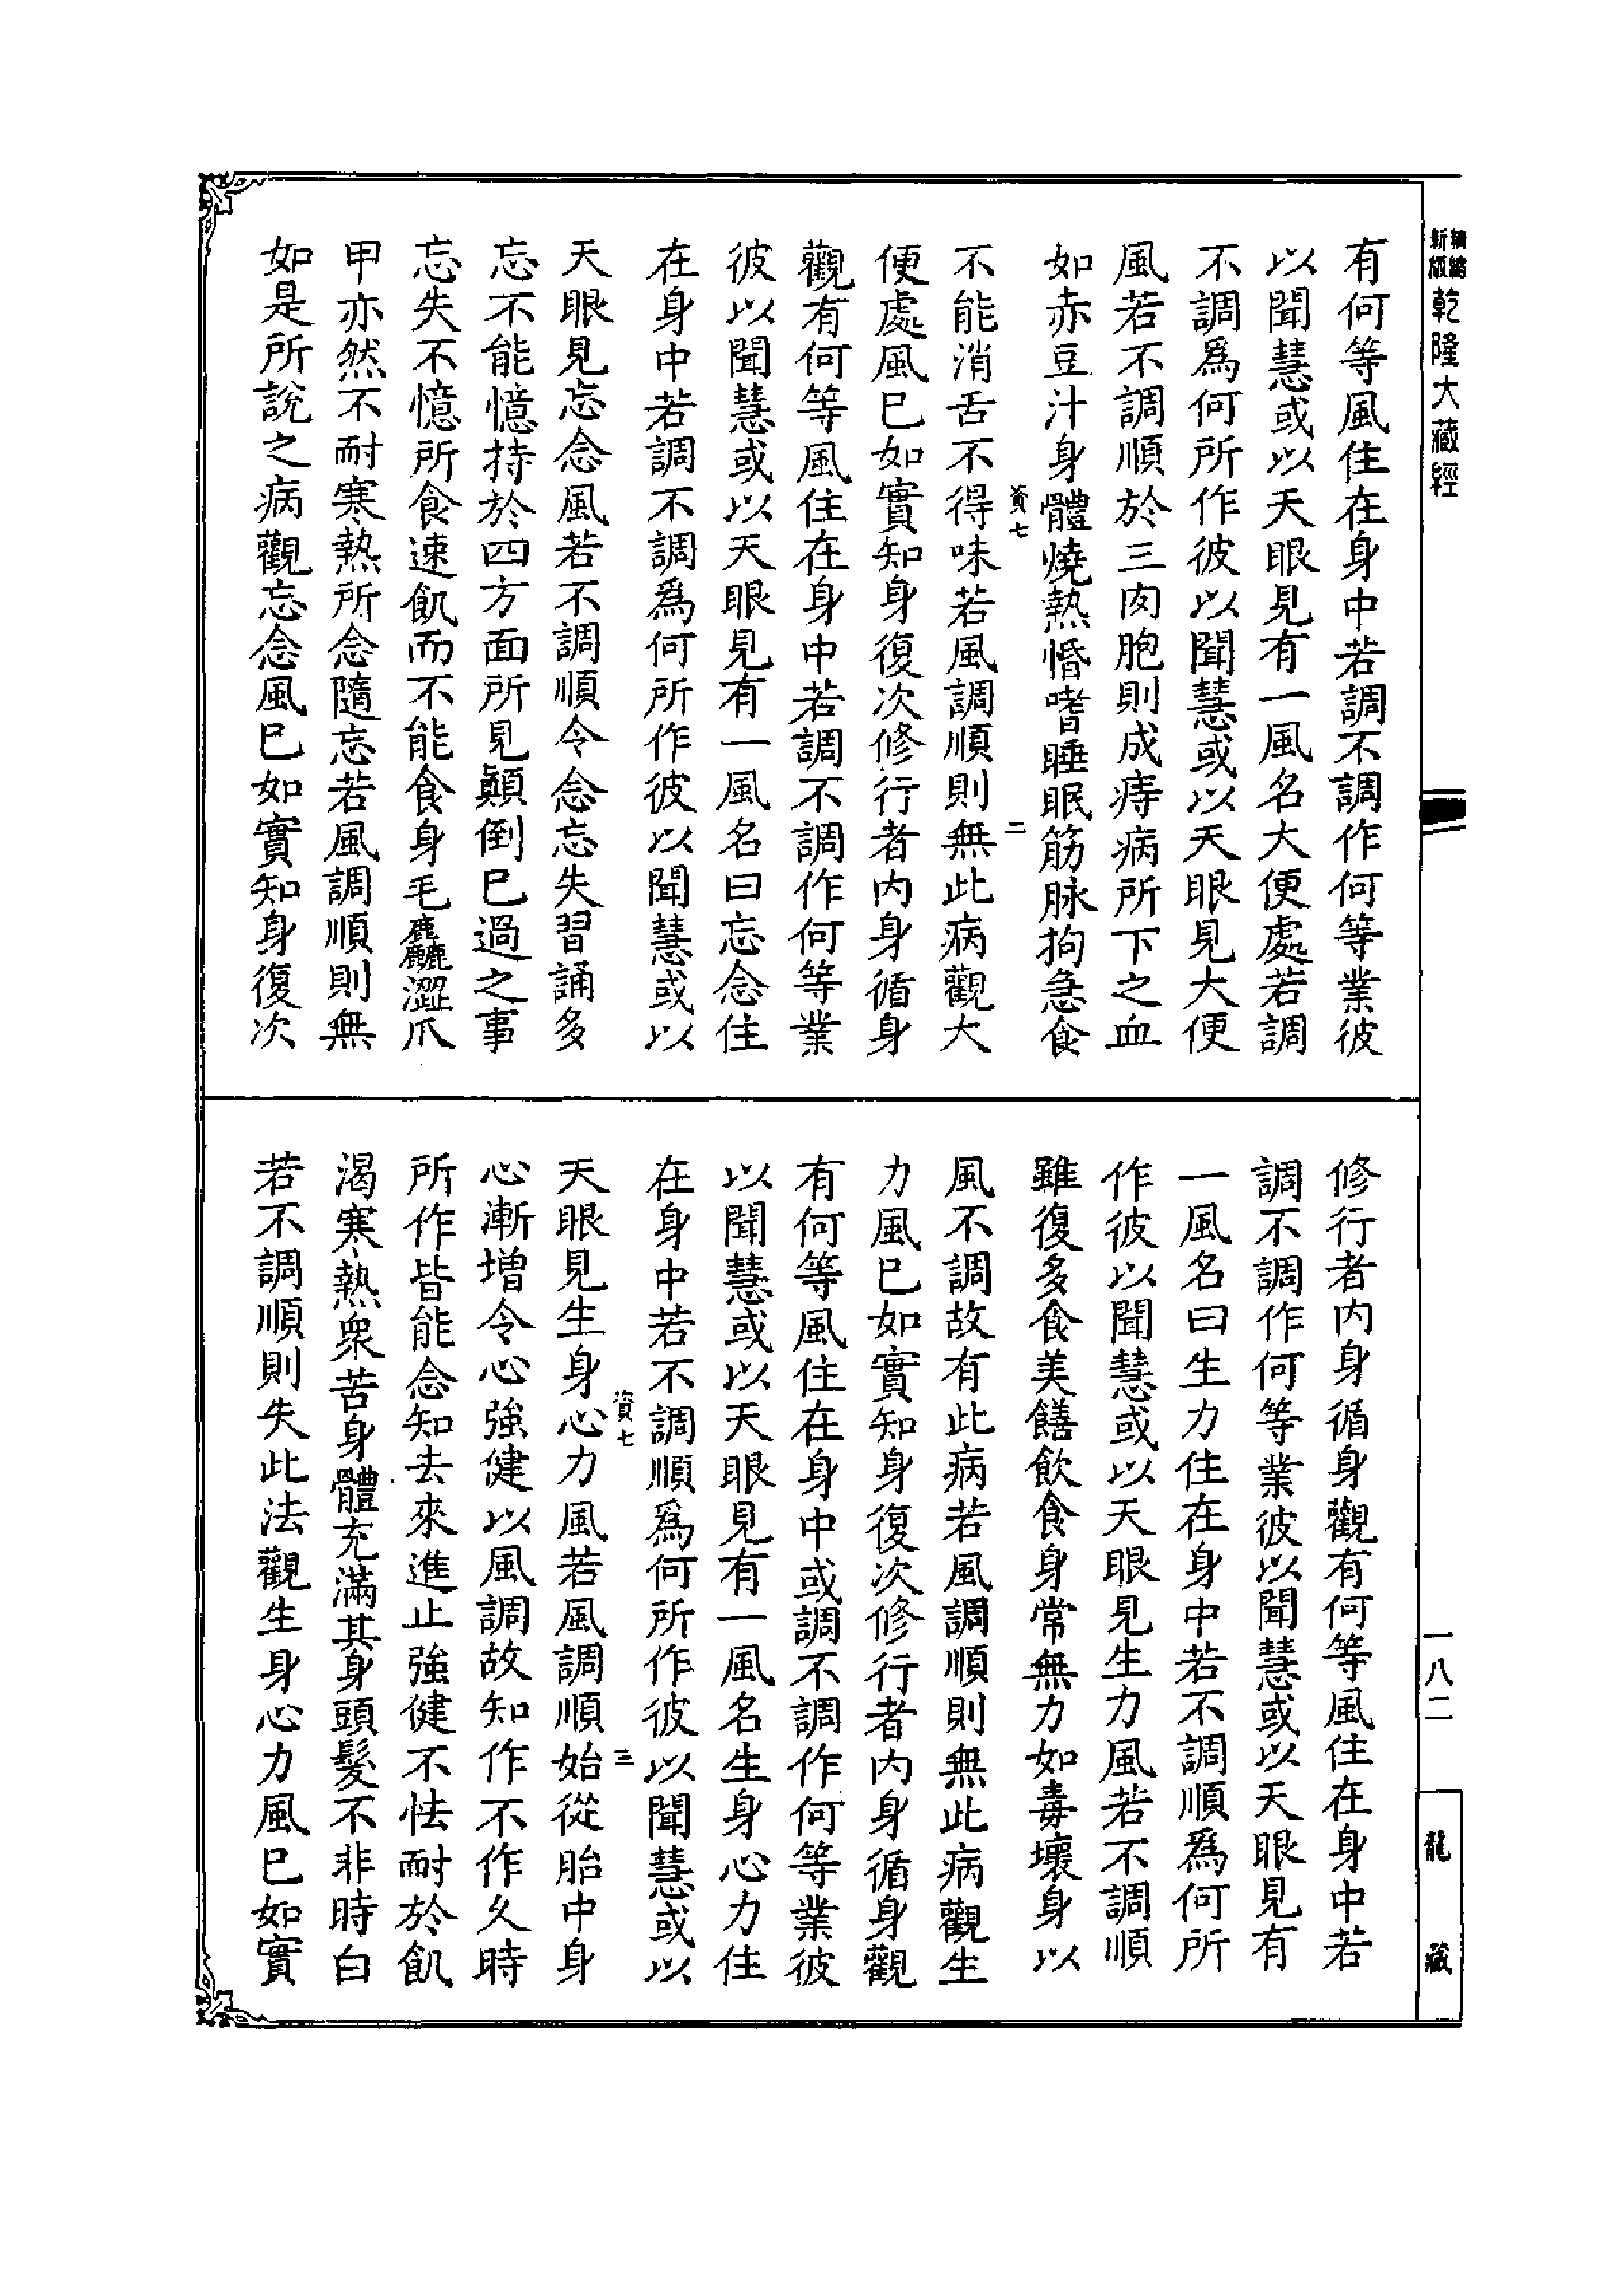 新版精縮乾隆大藏經
有何等風住在身中若調不調作何等業彼
以聞慧或以天眼見有一風名大便處若調
不調爲何所作彼以聞慧或以天眼見大便
風若不調順於三肉胞則成痔病所下之血
如赤豆汁身體燒熱惛嗜睡眠筋脉拘急食
資七
二
不能消舌不得味若風調順則無此病觀大
便處風已如實知身復次修行者內身循身
觀有何等風住在身中若調不調作何等業
彼以聞慧或以天眼見有一風名曰忘念住
在身中若調不調爲何所作彼以聞慧或以
天眼見忘念風若不調順令念忘失習誦多
忘不能憶持於四方面所見顛倒已過之事
忘失不憶所食速飢而不能食身毛麤澀爪
甲亦然不耐寒熱所念隨忘若風調順則無
如是所說之病觀忘念風已如實知身復次
修行者內身循身觀有何等風住在身中若
調不調作何等業彼以聞慧或以天眼見有
一風名曰生力住在身中若不調順爲何所
作彼以聞慧或以天眼見生力風若不調順
雖復多食美饍飲食身常無力如毒壞身以
風不調故有此病若風調順則無此病觀生
力風已如實知身復次修行者內身循身觀
有何等風住在身中或調不調作何等業彼
以聞慧或以天眼見有一風名生身心力住
在身中若不調順爲何所作彼以聞慧或以
資七
三
天眼見生身心力風若風調順始從胎中身
心漸增令心強健以風調故知作不作久時
所作皆能念知去來進止強健不怯耐於飢
渴寒熱衆苦身體充滿其身頭髮不非時白
若不調順則失此法觀生身心力風已如實
一八二
龍藏